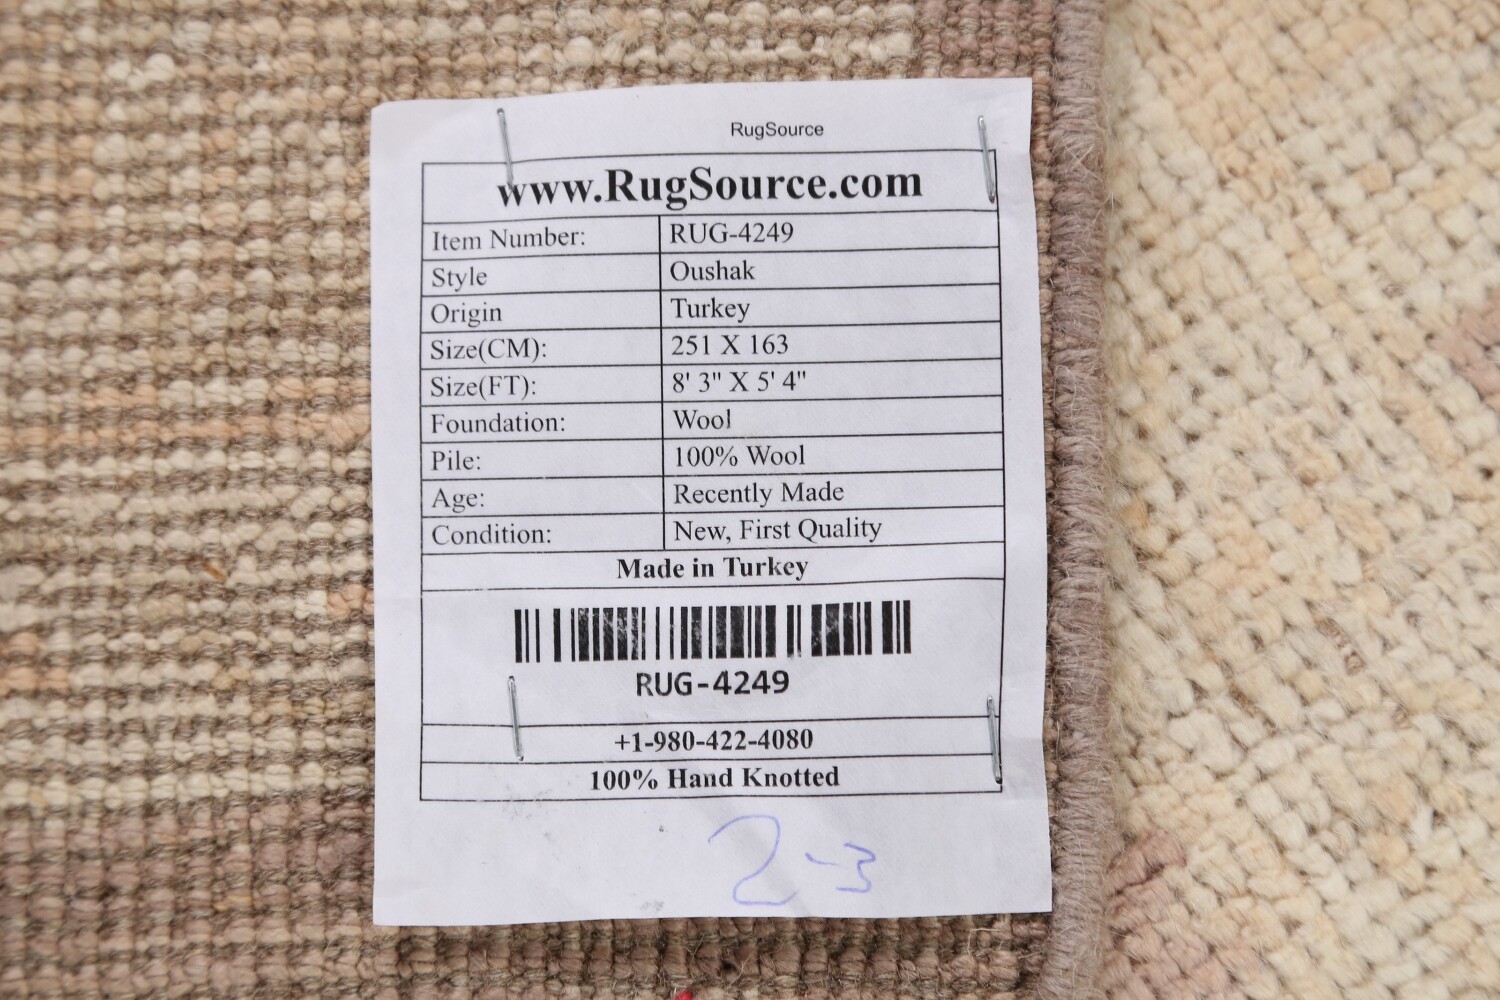 RugSource
www.RugSource.com
Item Number: RUG-4249
Style Oushak
Origin Turkey
Size(CM): 251 X 163
Size(FT): 8' 3" X 5' 4"
Foundation: Wool
Pile: 100% Wool
Age: Recently Made
Condition: New, First Quality
Made in Turkey
RUG-4249
+1-980-422-4080
100% Hand Knotted
2-3